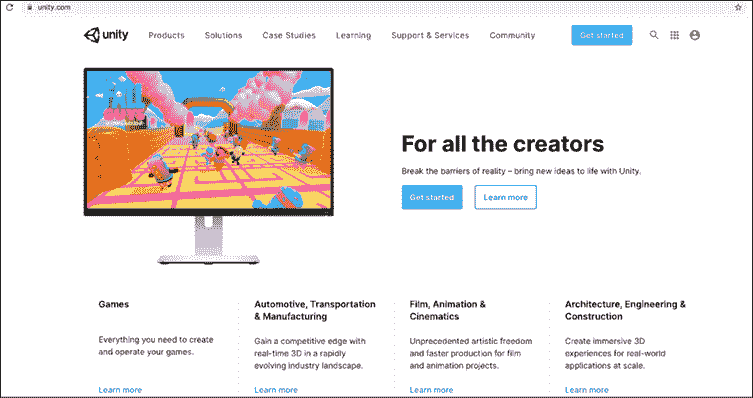 unity.com
unity Products Solutions Case Studies Learning Support & Services Community Get started
For all the creators
Break the barriers of reality – bring new ideas to life with Unity.
Get started Learn more
Games
Everything you need to create
and operate your games.
Learn more
Automotive, Transportation
& Manufacturing
Gain a competitive edge with
real-time 3D in a rapidly
evolving industry landscape.
Learn more
Film, Animation &
Cinematics
Unprecedented artistic freedom
and faster production for film
and animation projects.
Learn more
Architecture, Engineering &
Construction
Create immersive 3D
experiences for real-world
applications at scale.
Learn more